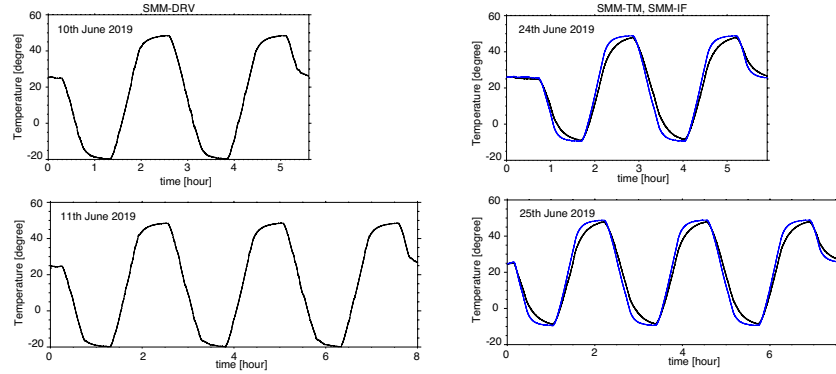 SMM-DRV
10th June 2019
Temperature [degree]
60
40
20
0
-20
0 1 2 3 4 5
time [hour]
SMM-TM, SMM-IF
24th June 2019
Temperature [degree]
60
40
20
0
-20
0 1 2 3 4 5
time [hour]
11th June 2019
Temperature [degree]
60
40
20
0
-20
0 2 4 6 8
time [hour]
25th June 2019
Temperature [degree]
60
40
20
0
-20
0 2 4 6
time [hour]